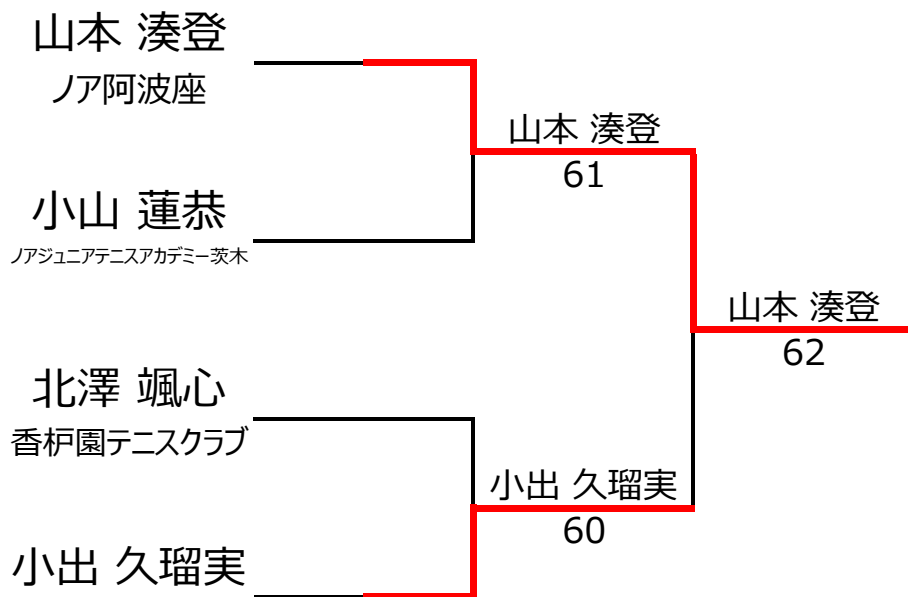 山本 湊登
ノア阿波座
山本 湊登
61
小山 蓮恭
ノアジュニアテニスアカデミー茨木
山本 湊登
62
北澤 颯心
香枦園テニスクラブ
小出 久瑠実
60
小出 久瑠実